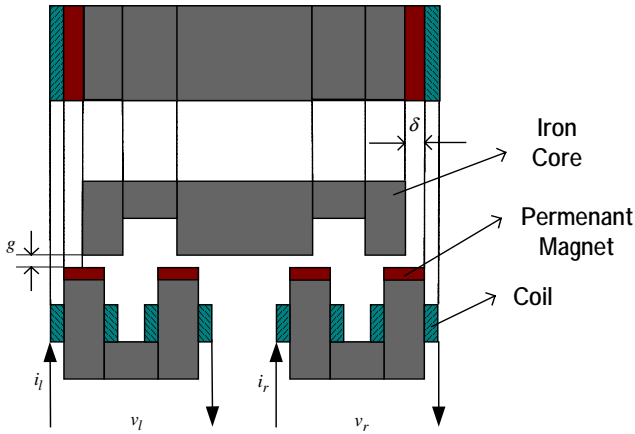 δ
Iron
Core
g
Permenant
Magnet
Coil
i_l
i_r
v_l
v_r